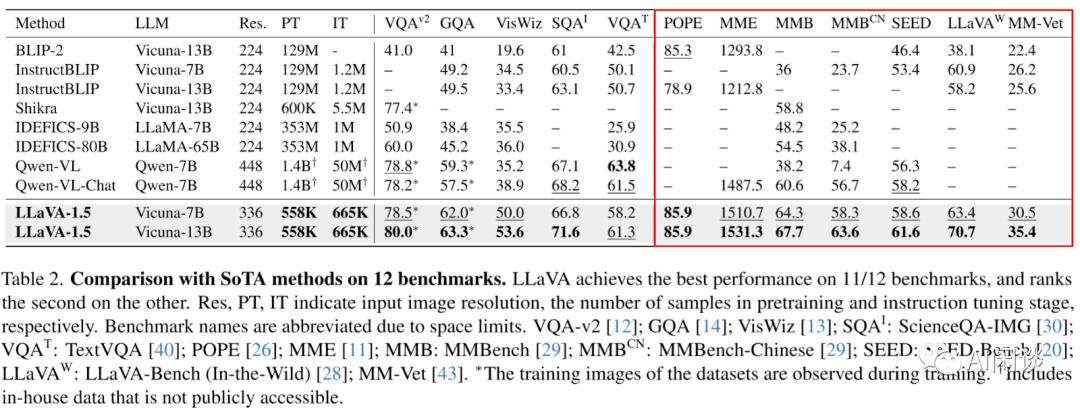 Method LLM Res. PT IT VQAv2 GQA VisWiz SQAI VQAT POPE MME MMB MMBCN SEED LLaVAW MM-Vet
BLIP-2 Vicuna-13B 224 129M - 41.0 41 19.6 61 42.5 85.3 1293.8 – – 46.4 38.1 22.4
InstructBLIP Vicuna-7B 224 129M 1.2M – 49.2 34.5 60.5 50.1 – – 36 23.7 53.4 60.9 26.2
InstructBLIP Vicuna-13B 224 129M 1.2M – 49.5 33.4 63.1 50.7 78.9 1212.8 – – – 58.2 25.6
Shikra Vicuna-13B 224 600K 5.5M 77.4* – – – – – – 58.8 – – – –
IDEFICS-9B LLaMA-7B 224 353M 1M 50.9 38.4 35.5 – 25.9 – – 48.2 25.2 – – –
IDEFICS-80B LLaMA-65B 224 353M 1M 60.0 45.2 36.0 – 30.9 – – 54.5 38.1 – – –
Qwen-VL Qwen-7B 448 1.4B† 50M† 78.8* 59.3* 35.2 67.1 63.8 – – 38.2 7.4 56.3 – –
Qwen-VL-Chat Qwen-7B 448 1.4B† 50M† 78.2* 57.5* 38.9 68.2 61.5 – 1487.5 60.6 56.7 58.2 – –
LLaVA-1.5 Vicuna-7B 336 558K 665K 78.5* 62.0* 50.0 66.8 58.2 85.9 1510.7 64.3 58.3 58.6 63.4 30.5
LLaVA-1.5 Vicuna-13B 336 558K 665K 80.0* 63.3* 53.6 71.6 61.3 85.9 1531.3 67.7 63.6 61.6 70.7 35.4
Table 2. Comparison with SoTA methods on 12 benchmarks. LLaVA achieves the best performance on 11/12 benchmarks, and ranks
the second on the other. Res, PT, IT indicate input image resolution, the number of samples in pretraining and instruction tuning stage,
respectively. Benchmark names are abbreviated due to space limits. VQA-v2 [12]; GQA [14]; VisWiz [13]; SQAI: ScienceQA-IMG [30];
VQAT: TextVQA [40]; POPE [26]; MME [11]; MMB: MMBench [29]; MMBCN: MMBench-Chinese [29]; SEED: SEED-Bench [20];
LLaVAW: LLaVA-Bench (In-the-Wild) [28]; MM-Vet [43]. *The training images of the datasets are observed during training. †Includes
in-house data that is not publicly accessible.